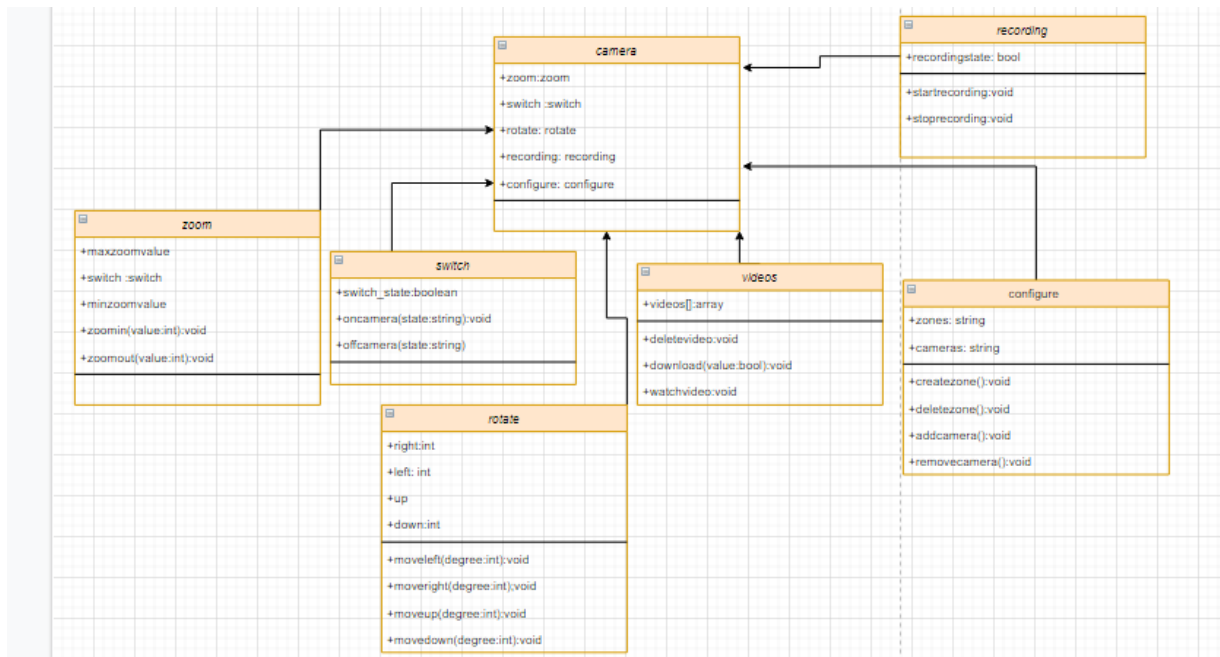 camera
+zoom:zoom
+switch :switch
+rotate: rotate
+recording: recording
+configure: configure
recording
+recordingstate: bool
+startrecording:void
+stoprecording:void
zoom
+maxzoomvalue
+switch :switch
+minzoomvalue
+zoomin(value:int):void
+zoomout(value:int):void
switch
+switch_state:boolean
+oncamera(state:string):void
+offcamera(state:string)
videos
+videos[]:array
+deletevideo:void
+download(value:bool):void
+watchvideo:void
configure
+zones: string
+cameras: string
+createzone():void
+deletezone():void
+addcamera():void
+removecamera():void
rotate
+right:int
+left: int
+up
+down:int
+moveleft(degree:int):void
+moveright(degree:int);void
+moveup(degree:int):void
+movedown(degree:int):void